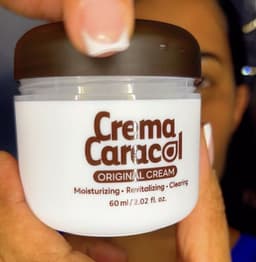 Crema
Caracol
ORIGINAL CREAM
Moisturizing • Revitalizing • Clearing
60 ml / 2.02 fl. oz.